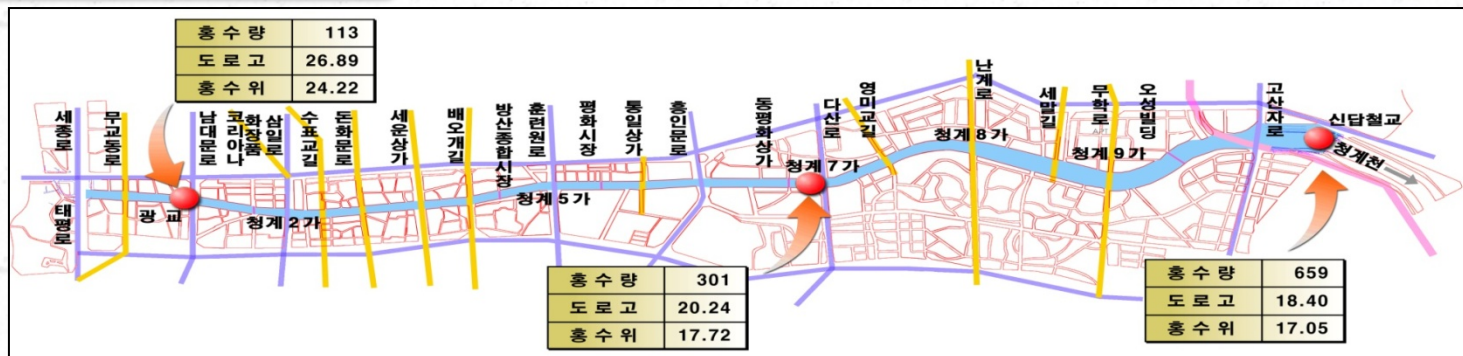 홍수량 113
도로고 26.89
홍수위 24.22
세종로
무교동로
남대문로
코리아나
화장품
삼일로
수표교길
돈화문로
세운상가
배오개길
방산종합시장
훈련원로
평화시장
통일상가
흥인문로
동평화상가
다산로
영미교길
난계로
세말길
무학로
오성빌딩
고산자로
신답철교
청계천
태평로
광교
청계2가
청계5가
청계7가
청계8가
청계9가
APT
홍수량 301
도로고 20.24
홍수위 17.72
홍수량 659
도로고 18.40
홍수위 17.05